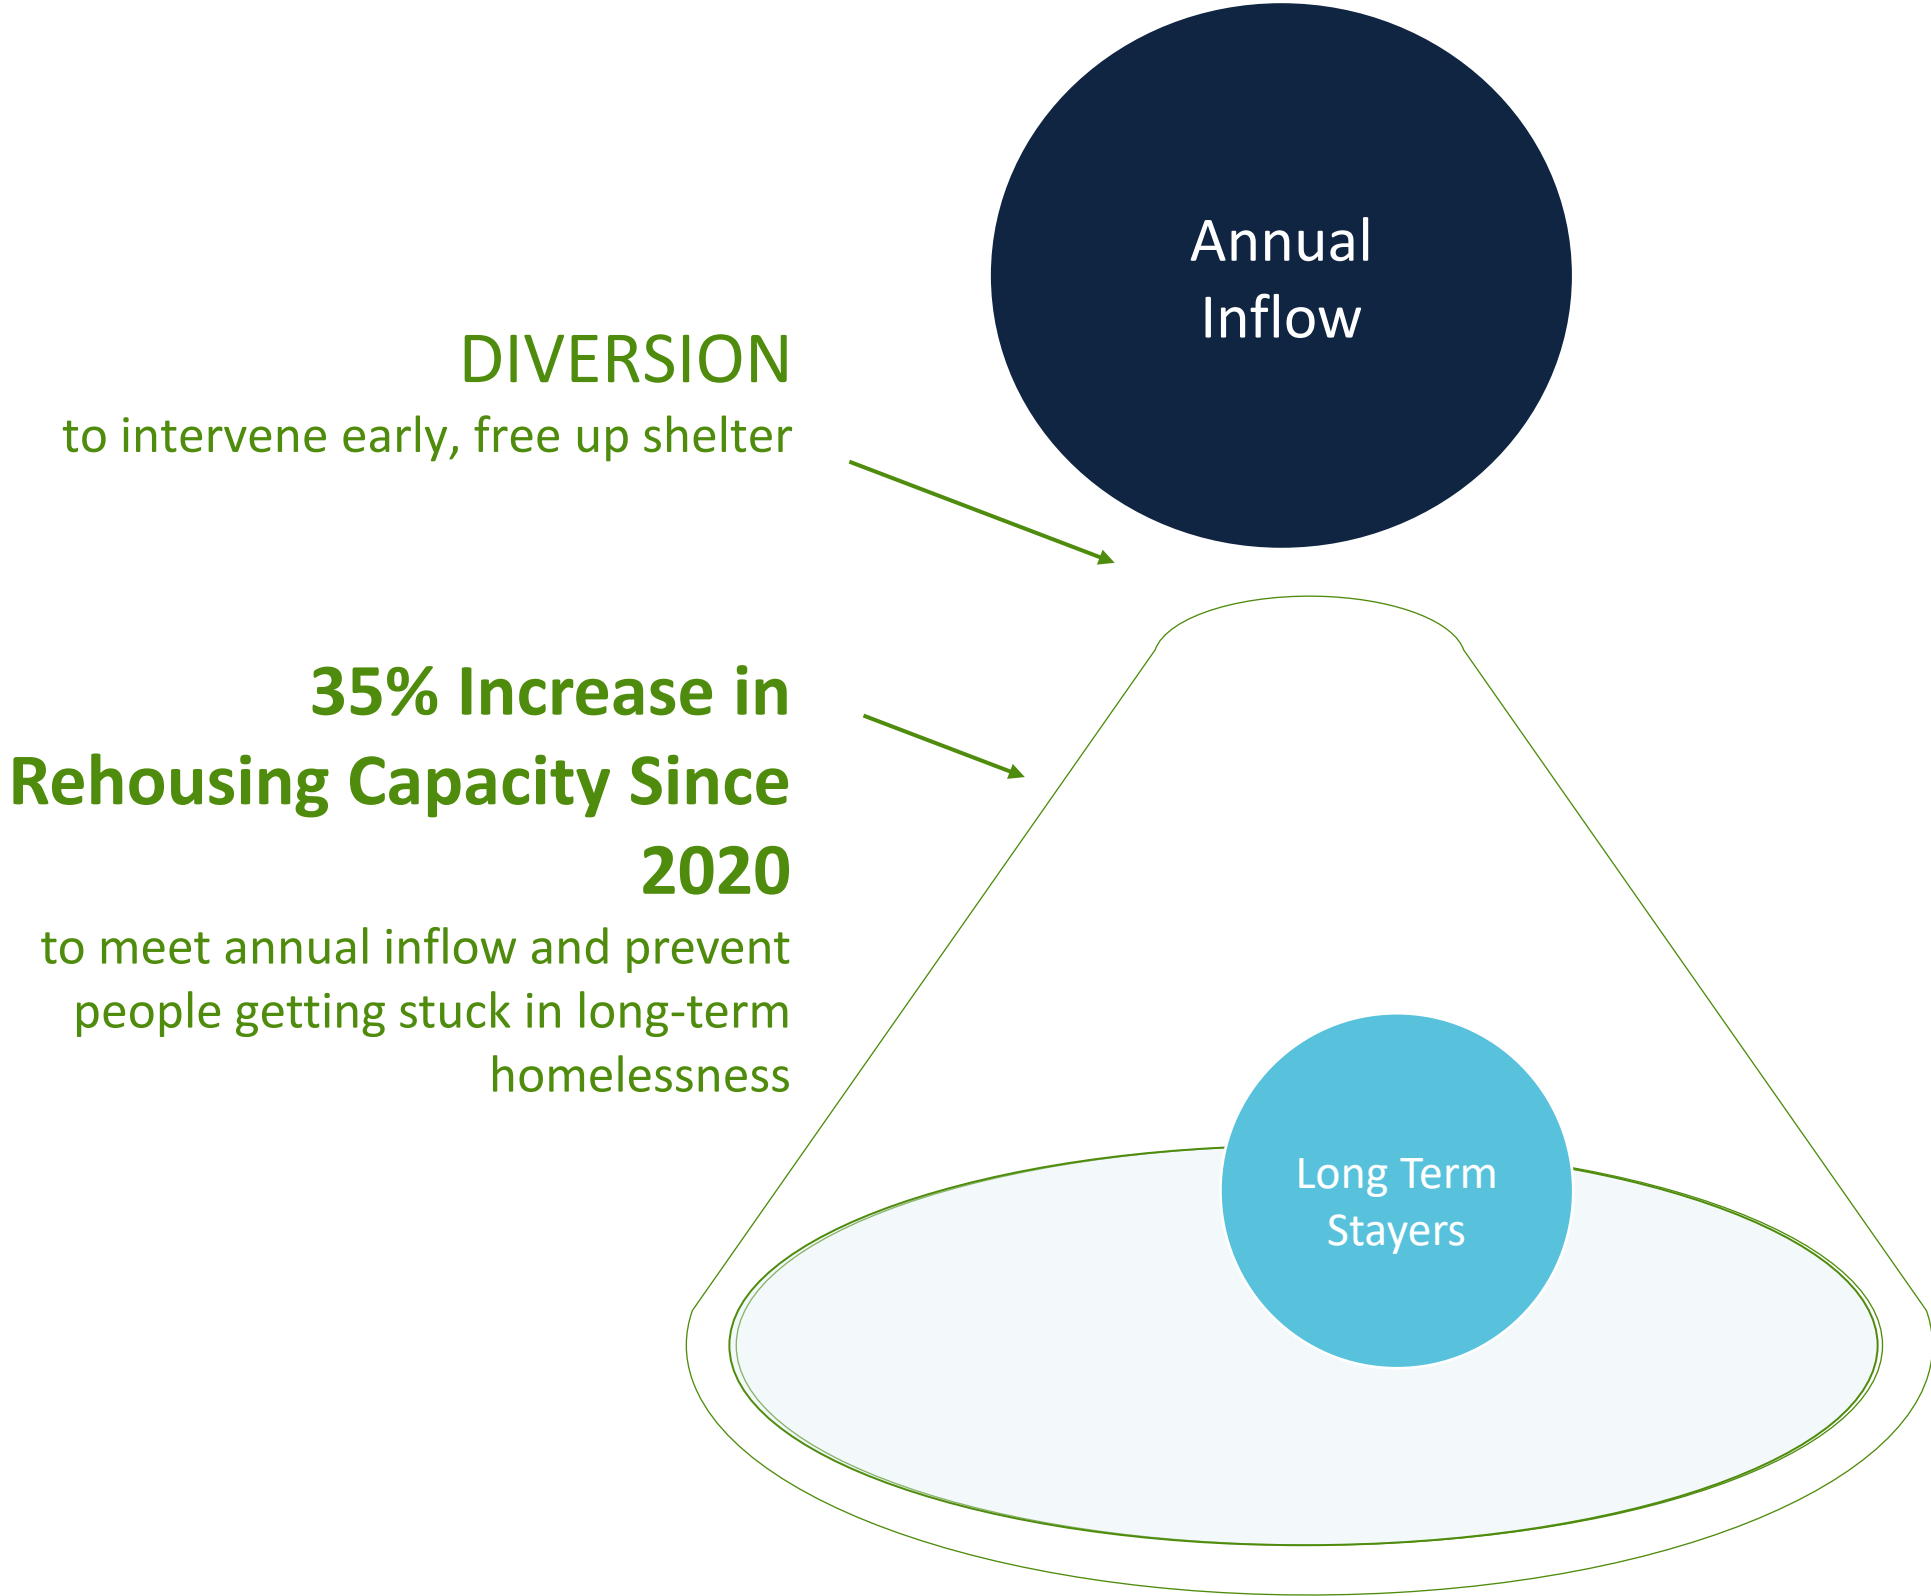 Annual
Inflow
DIVERSION
to intervene early, free up shelter
35% Increase in
Rehousing Capacity Since
2020
to meet annual inflow and prevent
people getting stuck in long-term
homelessness
Long Term
Stayers